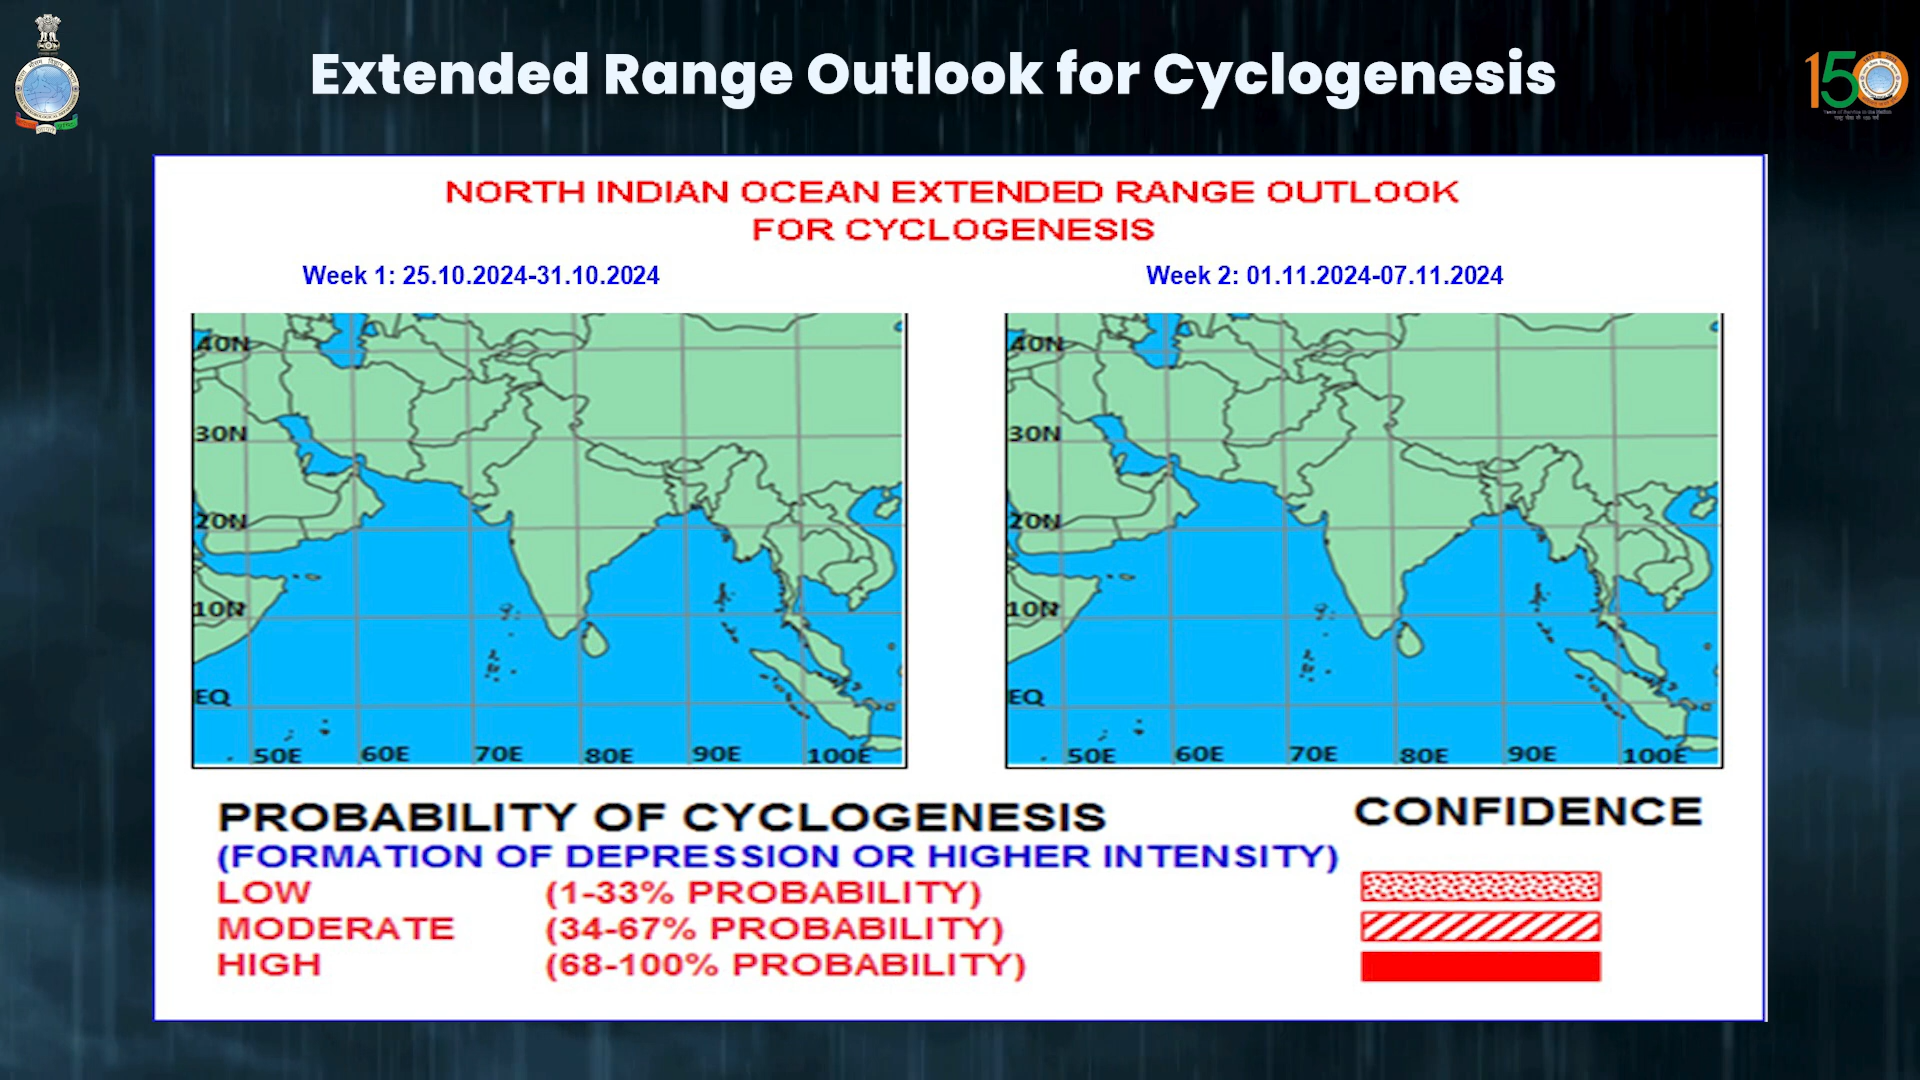 Extended Range Outlook for Cyclogenesis
150
NORTH INDIAN OCEAN EXTENDED RANGE OUTLOOK
FOR CYCLOGENESIS
Week 1: 25.10.2024-31.10.2024
Week 2: 01.11.2024-07.11.2024
40N
30N
20N
10N
EQ
50E 60E 70E 80E 90E 100E
40N
30N
20N
10N
EQ
50E 60E 70E 80E 90E 100E
PROBABILITY OF CYCLOGENESIS
CONFIDENCE
(FORMATION OF DEPRESSION OR HIGHER INTENSITY)
LOW (1-33% PROBABILITY)
MODERATE (34-67% PROBABILITY)
HIGH (68-100% PROBABILITY)